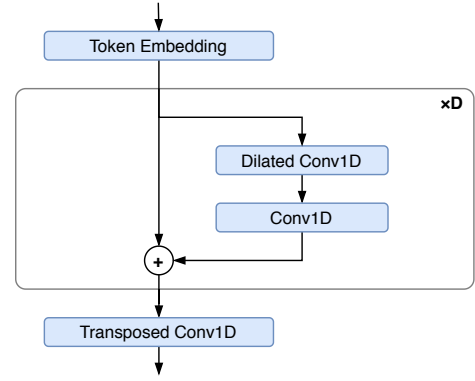 Token Embedding
×D
Dilated Conv1D
Conv1D
+
Transposed Conv1D